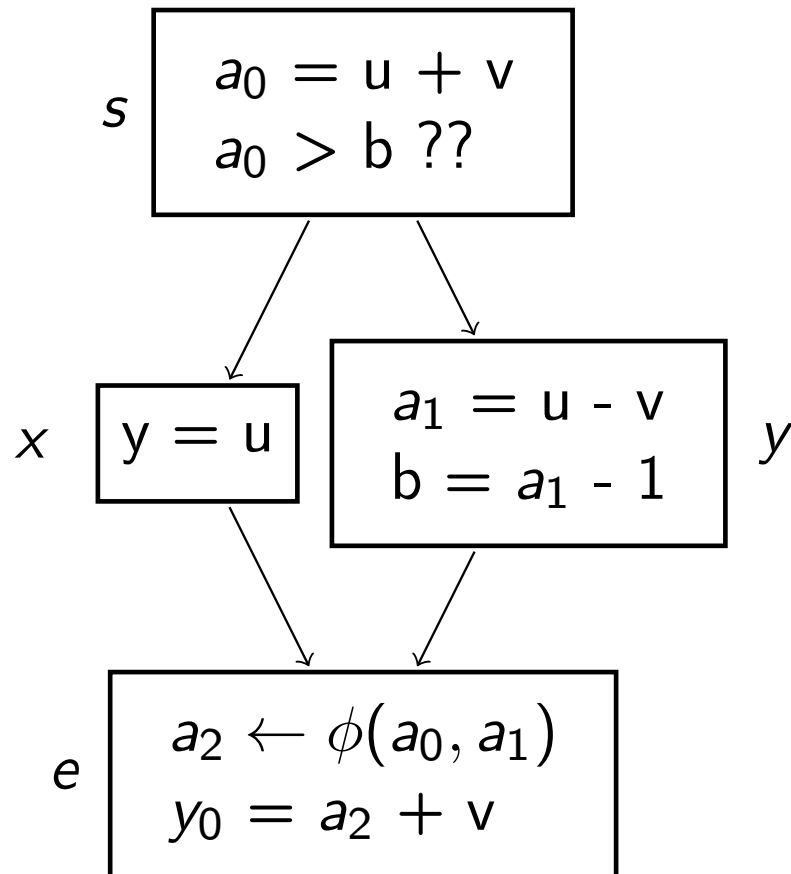 s
a₀ = u + v
a₀ > b ??
x
y = u
a₁ = u - v
b = a₁ - 1
y
e
a₂ ← ϕ(a₀, a₁)
y₀ = a₂ + v